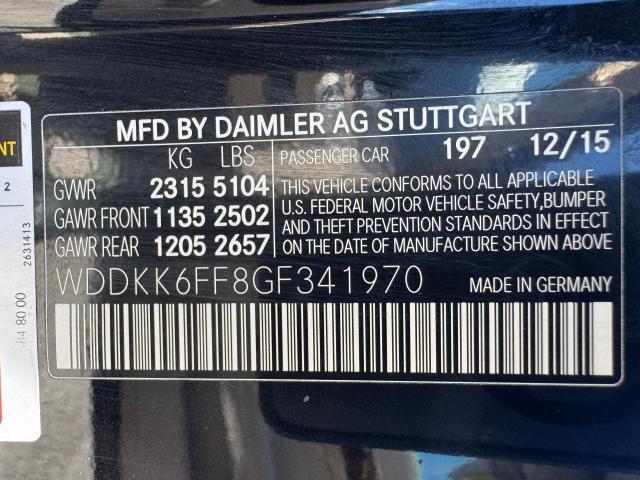 MFD BY DAIMLER AG STUTTGART
KG LBS
GVWR 2315 5104
GAWR FRONT 1135 2502
GAWR REAR 1205 2657
PASSENGER CAR 197 12/15
THIS VEHICLE CONFORMS TO ALL APPLICABLE
U.S. FEDERAL MOTOR VEHICLE SAFETY,BUMPER
AND THEFT PREVENTION STANDARDS IN EFFECT
ON THE DATE OF MANUFACTURE SHOWN ABOVE.
WDDKK6FF8GF341970 MADE IN GERMANY
2
2631413
48 00